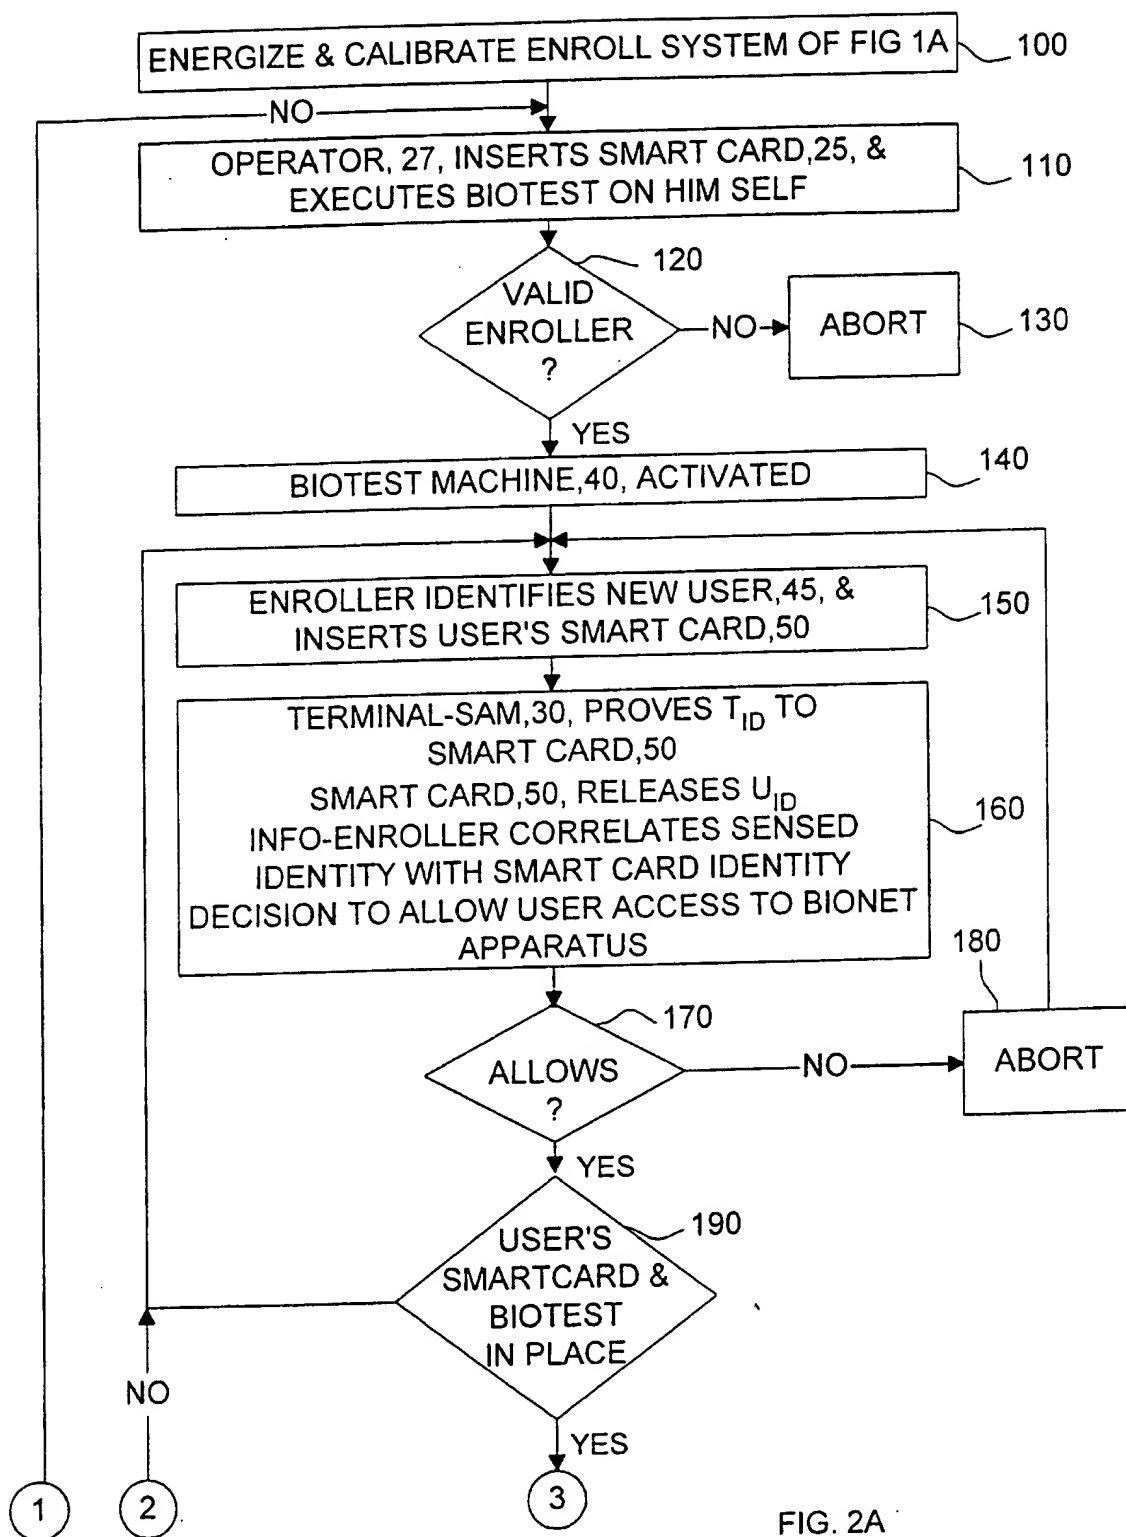 ENERGIZE & CALIBRATE ENROLL SYSTEM OF FIG 1A
100
NO
OPERATOR, 27, INSERTS SMART CARD,25, &
EXECUTES BIOTEST ON HIM SELF
110
120
VALID
ENROLLER
?
NO
ABORT
130
YES
BIOTEST MACHINE,40, ACTIVATED
140
ENROLLER IDENTIFIES NEW USER,45, &
INSERTS USER'S SMART CARD,50
150
TERMINAL-SAM,30, PROVES T_ID TO
SMART CARD,50
SMART CARD,50, RELEASES U_ID
INFO-ENROLLER CORRELATES SENSED
IDENTITY WITH SMART CARD IDENTITY
DECISION TO ALLOW USER ACCESS TO BIONET
APPARATUS
160
170
180
ALLOWS
?
NO
ABORT
YES
190
USER'S
SMARTCARD &
BIOTEST
IN PLACE
NO
YES
1
2
3
FIG. 2A